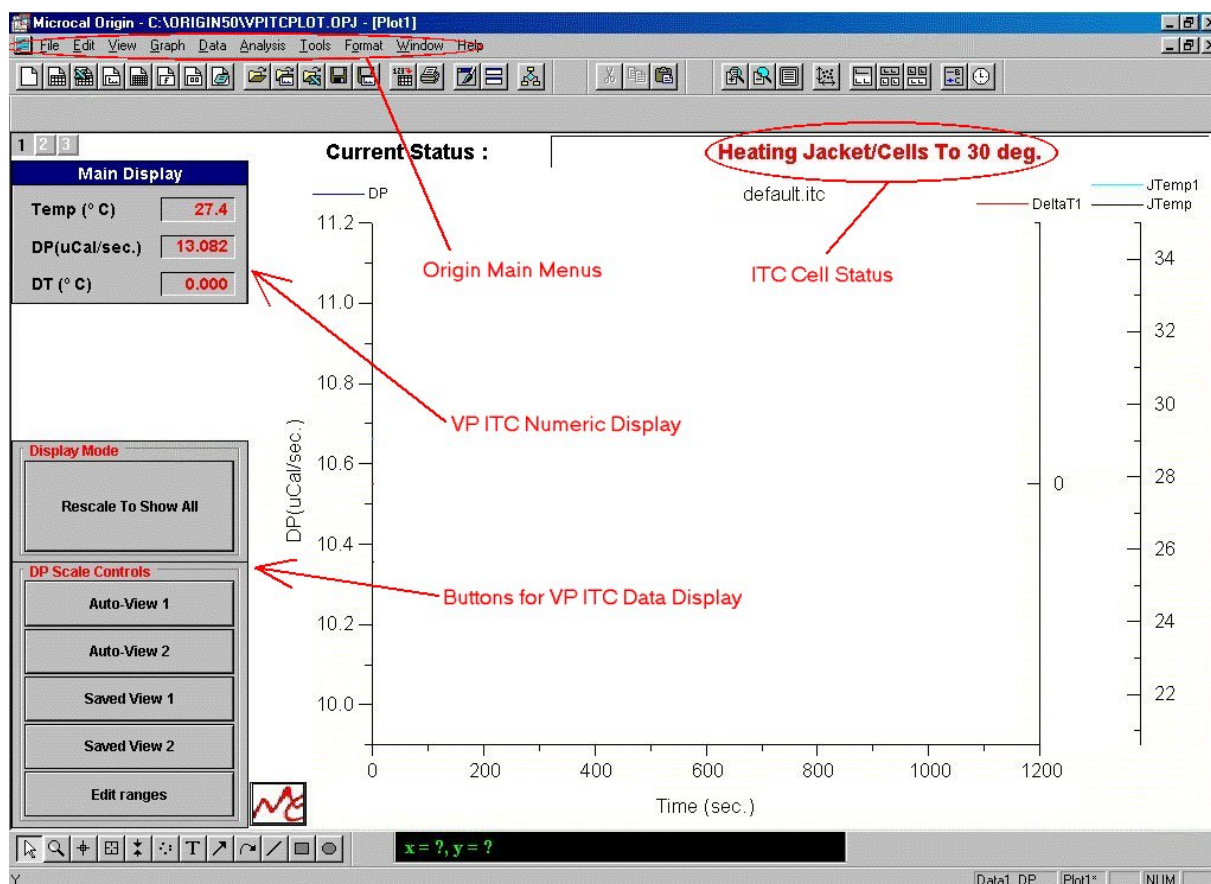 Microcal Origin - C:\ORIGIN50\VPITCPLOT.OPJ - [Plot1]
File Edit View Graph Data Analysis Tools Format Window Help
1 2 3
Current Status : Heating Jacket/Cells To 30 deg.
Main Display
Temp (° C) 27.4
DP(uCal/sec.) 13.082
DT (° C) 0.000
DP
default.itc
JTemp1
DeltaT1 JTemp
Origin Main Menus
ITC Cell Status
VP ITC Numeric Display
Buttons for VP ITC Data Display
Display Mode
Rescale To Show All
DP Scale Controls
Auto-View 1
Auto-View 2
Saved View 1
Saved View 2
Edit ranges
DP(uCal/sec.)
11.2
11.0
10.8
10.6
10.4
10.2
10.0
0
34
32
30
28
26
24
22
0 200 400 600 800 1000 1200
Time (sec.)
T
x = ?, y = ?
Y
Data1_DP Plot1* NUM